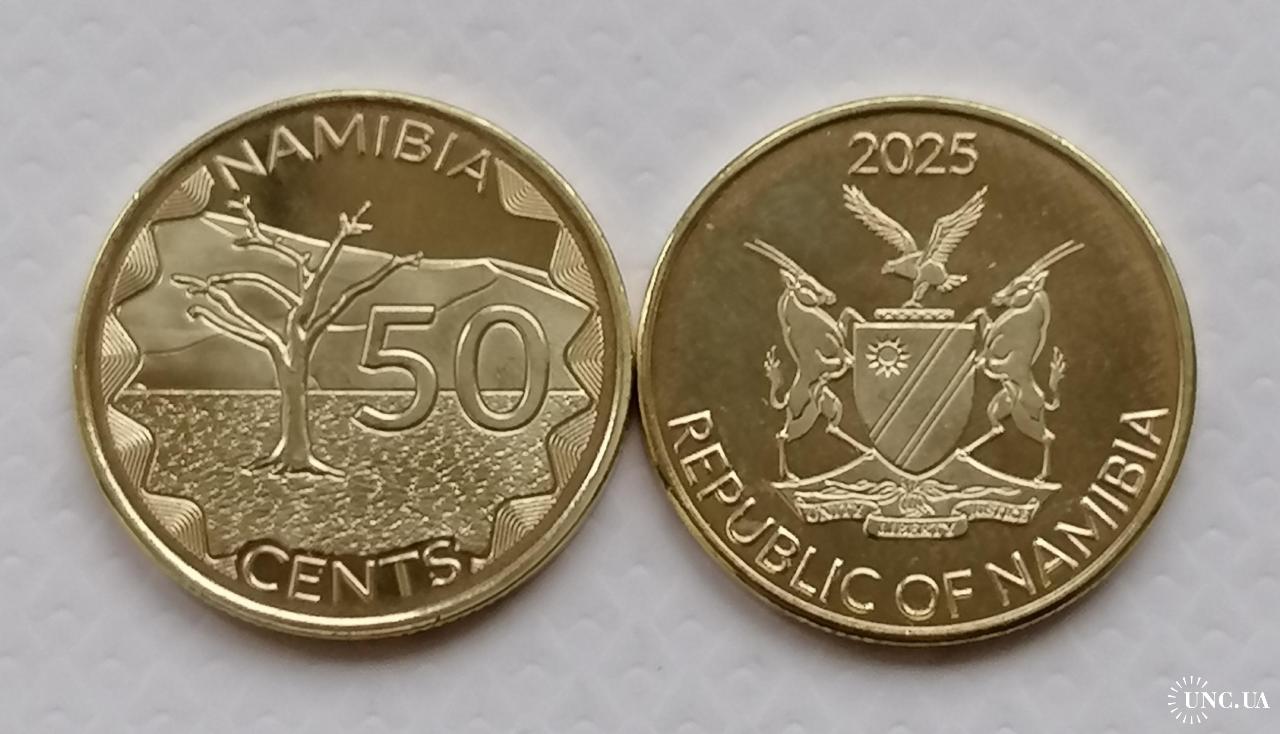 NAMIBIA
50
CENTS
2025
UNITY LIBERTY JUSTICE
REPUBLIC OF NAMIBIA
UNC.UA